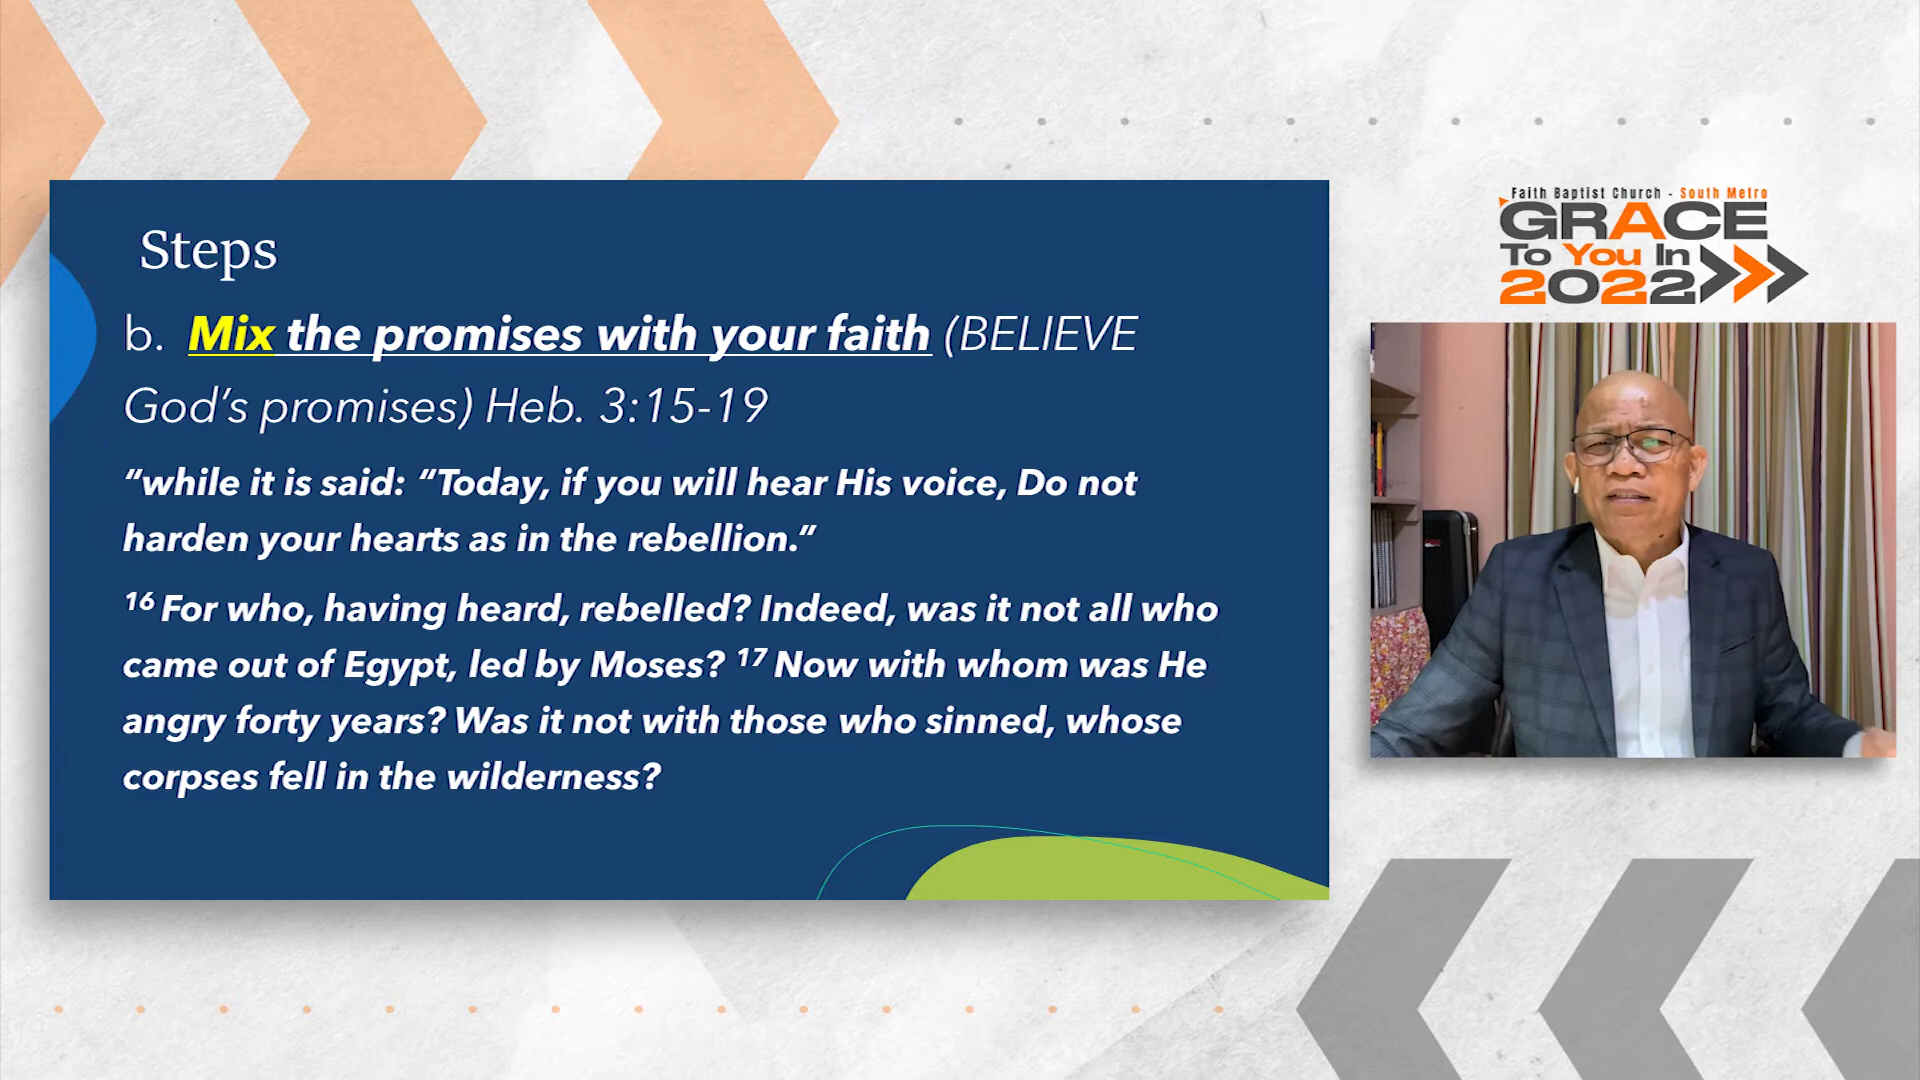 Steps
b. Mix the promises with your faith (BELIEVE
God’s promises) Heb. 3:15-19
“while it is said: “Today, if you will hear His voice, Do not
harden your hearts as in the rebellion.”
16 For who, having heard, rebelled? Indeed, was it not all who
came out of Egypt, led by Moses? 17 Now with whom was He
angry forty years? Was it not with those who sinned, whose
corpses fell in the wilderness?
Faith Baptist Church - South Metro
GRACE
To You In
2022